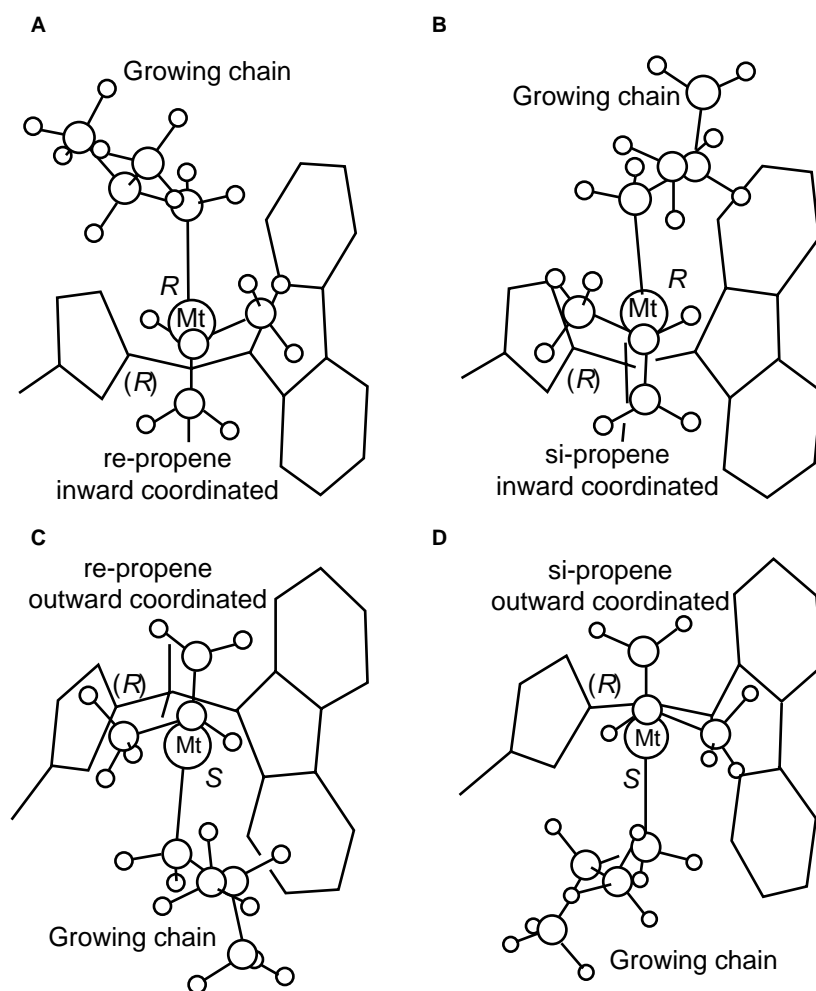 A
Growing chain
R
Mt
(R)
re-propene
inward coordinated
B
Growing chain
R
Mt
(R)
si-propene
inward coordinated
C
re-propene
outward coordinated
(R)
Mt
S
Growing chain
D
si-propene
outward coordinated
(R)
Mt
S
Growing chain